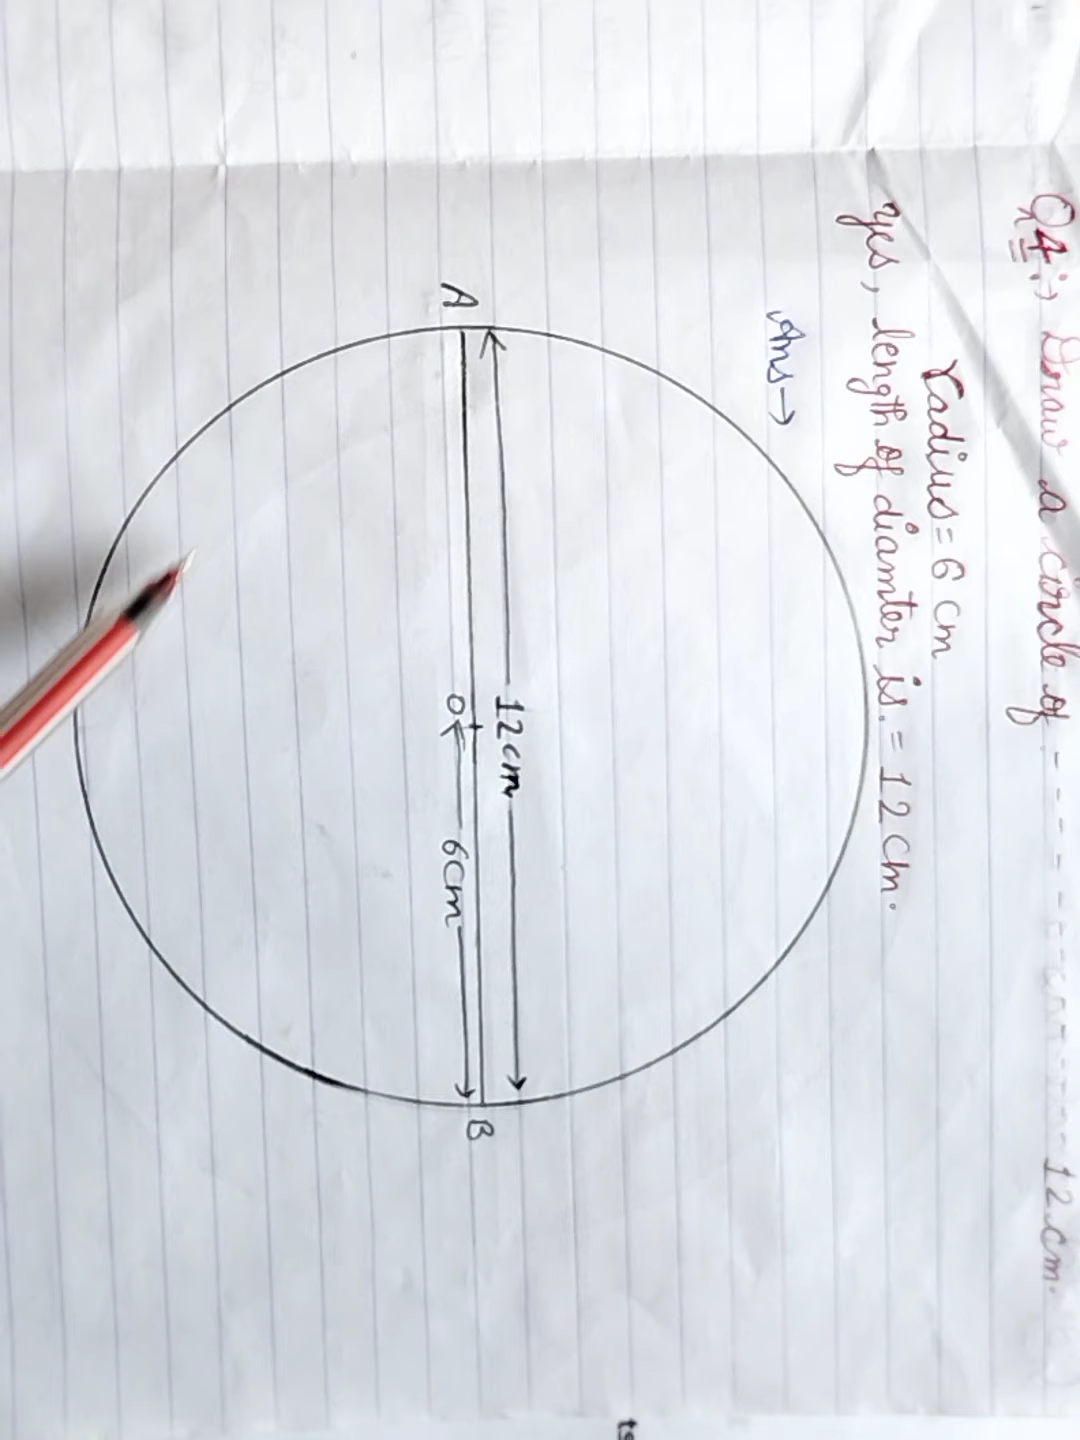 Q4:→ Draw a circle of - - - - - - - - - - - - 12 cm.
Radius = 6 cm
Yes, length of diamter is. = 12 cm.
Ans→
12cm
A
O
6cm
B